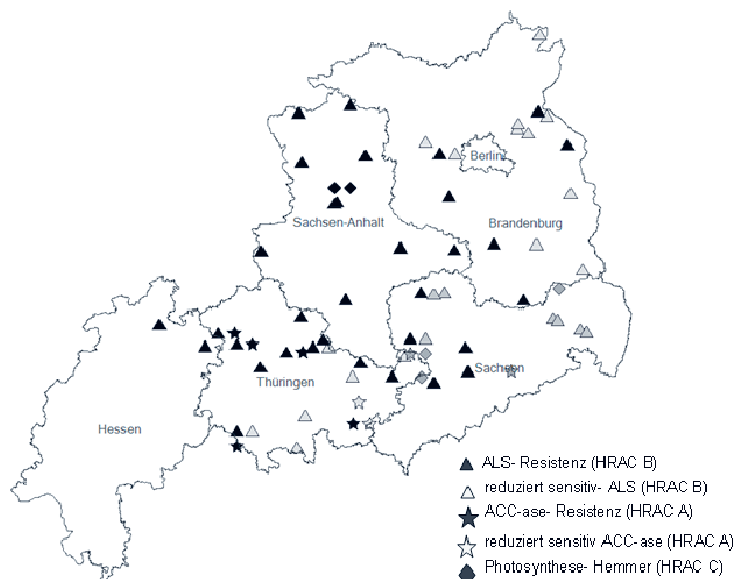 Berlin
Sachsen-Anhalt
Brandenburg
Thüringen
Sachsen
Hessen
ALS- Resistenz (HRAC B)
reduziert sensitiv- ALS (HRAC B)
ACC-ase- Resistenz (HRAC A)
reduziert sensitiv ACC-ase (HRAC A)
Photosynthese- Hemmer (HRAC C)